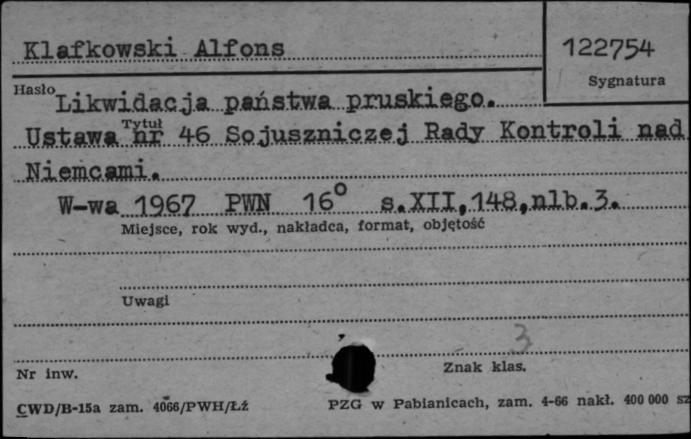 Klafkowski Alfons
122754
Hasło
Sygnatura
Likwidacja państwa pruskiego.
Tytuł
Ustawa nr 46 Sojuszniczej Rady Kontroli nad
Niemcami.
W-wa 1967 PWN 16° s.XII,148,nlb.3.
Miejsce, rok wyd., nakładca, format, objętość
Uwagi
3
Nr inw.
Znak klas.
CWD/B-15a zam. 4066/PWH/Łź
PZG w Pabianicach, zam. 4-66 nakł. 400 000 sz